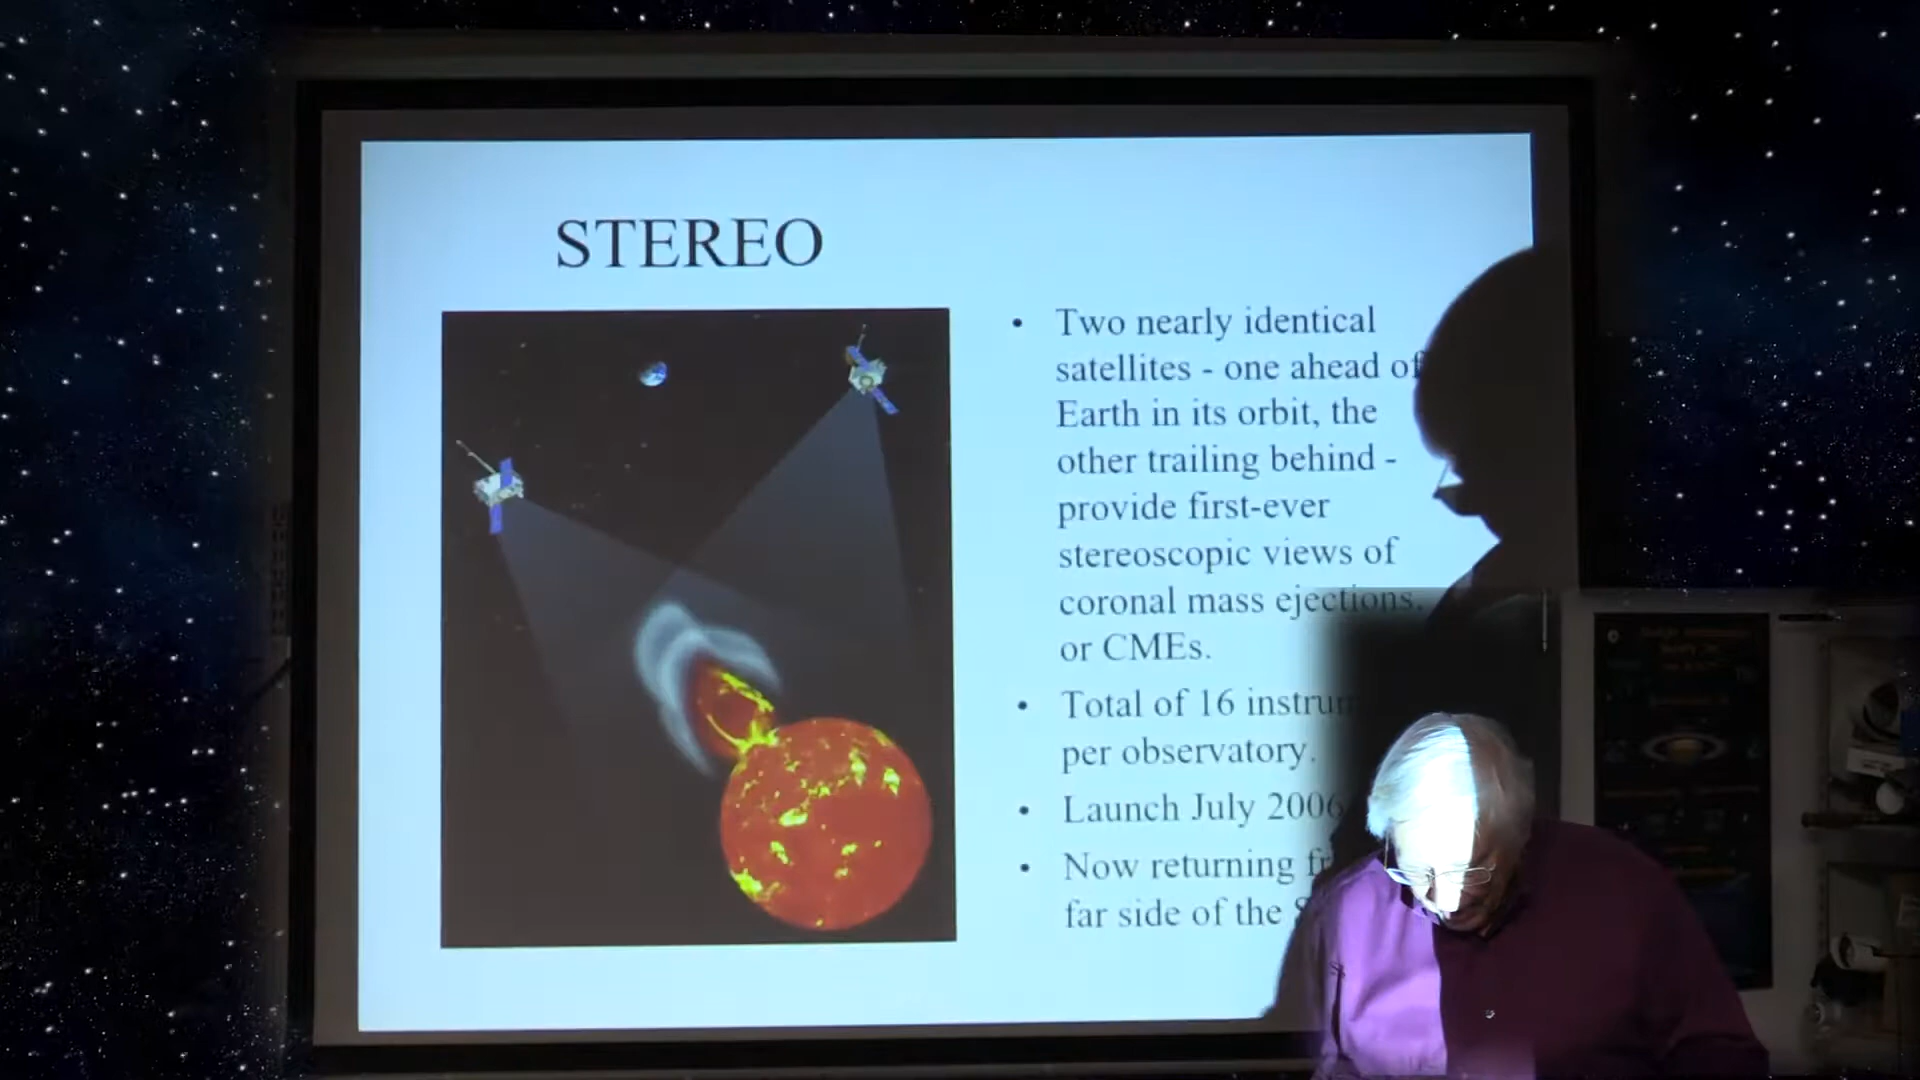 STEREO
• Two nearly identical
satellites - one ahead of
Earth in its orbit, the
other trailing behind -
provide first-ever
stereoscopic views of
coronal mass ejections.
or CMEs.
• Total of 16
per observatory.
• Launch July 2006
• Now returning
far side of the